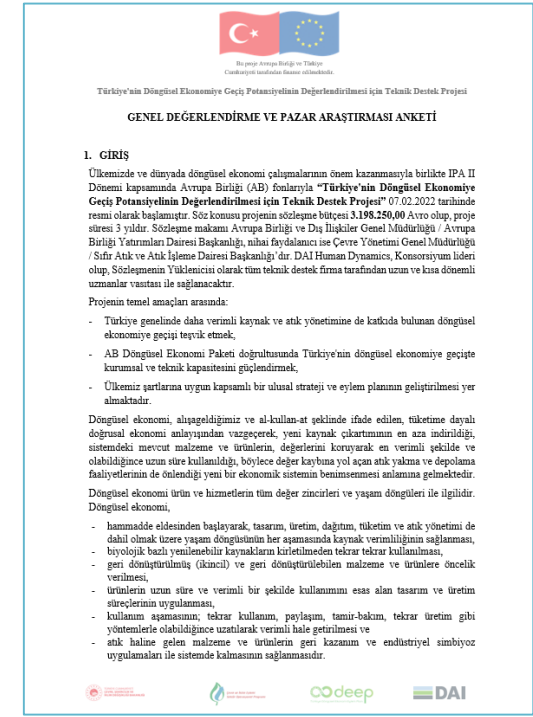 Bu proje Avrupa Birliği ve Türkiye
Cumhuriyeti tarafından finanse edilmektedir.
Türkiye'nin Döngüsel Ekonomiye Geçiş Potansiyelinin Değerlendirilmesi için Teknik Destek Projesi
GENEL DEĞERLENDİRME VE PAZAR ARAŞTIRMASI ANKETİ
1. GİRİŞ
Ülkemizde ve dünyada döngüsel ekonomi çalışmalarının önem kazanmasıyla birlikte IPA II
Dönemi kapsamında Avrupa Birliği (AB) fonlarıyla “Türkiye'nin Döngüsel Ekonomiye
Geçiş Potansiyelinin Değerlendirilmesi için Teknik Destek Projesi” 07.02.2022 tarihinde
resmi olarak başlamıştır. Söz konusu projenin sözleşme bütçesi 3.198.250,00 Avro olup, proje
süresi 3 yıldır. Sözleşme makamı Avrupa Birliği ve Dış İlişkiler Genel Müdürlüğü / Avrupa
Birliği Yatırımları Dairesi Başkanlığı, nihai faydalanıcı ise Çevre Yönetimi Genel Müdürlüğü
/ Sıfır Atık ve Atık İşleme Dairesi Başkanlığı’dır. DAI Human Dynamics, Konsorsiyum lideri
olup, Sözleşmenin Yüklenicisi olarak tüm teknik destek firma tarafından uzun ve kısa dönemli
uzmanlar vasıtası ile sağlanacaktır.
Projenin temel amaçları arasında:
- Türkiye genelinde daha verimli kaynak ve atık yönetimine de katkıda bulunan döngüsel
ekonomiye geçişi teşvik etmek,
- AB Döngüsel Ekonomi Paketi doğrultusunda Türkiye'nin döngüsel ekonomiye geçişte
kurumsal ve teknik kapasitesini güçlendirmek,
- Ülkemiz şartlarına uygun kapsamlı bir ulusal strateji ve eylem planının geliştirilmesi yer
almaktadır.
Döngüsel ekonomi, alışageldiğimiz ve al-kullan-at şeklinde ifade edilen, tüketime dayalı
doğrusal ekonomi anlayışından vazgeçerek, yeni kaynak çıkartımının en aza indirildiği,
sistemdeki mevcut malzeme ve ürünlerin, değerlerini koruyarak en verimli şekilde ve
olabildiğince uzun süre kullanıldığı, böylece değer kaybına yol açan atık yakma ve depolama
faaliyetlerinin de önlendiği yeni bir ekonomik sistemin benimsenmesi anlamına gelmektedir.
Döngüsel ekonomi ürün ve hizmetlerin tüm değer zincirleri ve yaşam döngüleri ile ilgilidir.
Döngüsel ekonomi,
- hammadde eldesinden başlayarak, tasarım, üretim, dağıtım, tüketim ve atık yönetimi de
dahil olmak üzere yaşam döngüsünün her aşamasında kaynak verimliliğinin sağlanması,
- biyolojik bazlı yenilenebilir kaynakların kirletilmeden tekrar tekrar kullanılması,
- geri dönüştürülmüş (ikincil) ve geri dönüştürülebilen malzeme ve ürünlere öncelik
verilmesi,
- ürünlerin uzun süre ve verimli bir şekilde kullanımını esas alan tasarım ve üretim
süreçlerinin uygulanması,
- kullanım aşamasının; tekrar kullanım, paylaşım, tamir-bakım, tekrar üretim gibi
yöntemlerle olabildiğince uzatılarak verimli hale getirilmesi ve
- atık haline gelen malzeme ve ürünlerin geri kazanım ve endüstriyel simbiyoz
uygulamaları ile sistemde kalmasının sağlanmasıdır.
deep
DAI